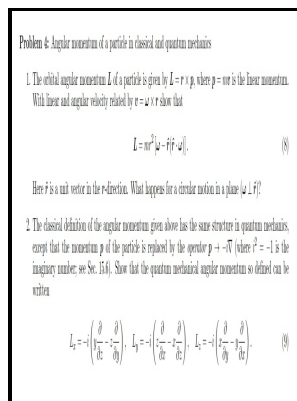 Problem 4: Angular momentum of a particle in classical and quantum mechanics
1. The orbital angular momentum L of a particle is given by L = r × p, where p = mv is the linear momentum.
With linear and angular velocity related by v = ω × r show that
L = mr² [ω − r̂(r̂ · ω)] . (8)
Here r̂ is a unit vector in the r-direction. What happens for a circular motion in a plane (ω ⊥ r̂)?
2. The classical definition of the angular momentum given above has the same structure in quantum mechanics,
except that the momentum p of the particle is replaced by the operator p → −i∇ (where i² = −1 is the
imaginary number; see Sec. 15.6). Show that the quantum mechanical angular momentum so defined can be
written
Lₓ = −i (y ∂/∂z − z ∂/∂y) , L_y = −i (z ∂/∂x − x ∂/∂z) , L_z = −i (x ∂/∂y − y ∂/∂x) . (9)